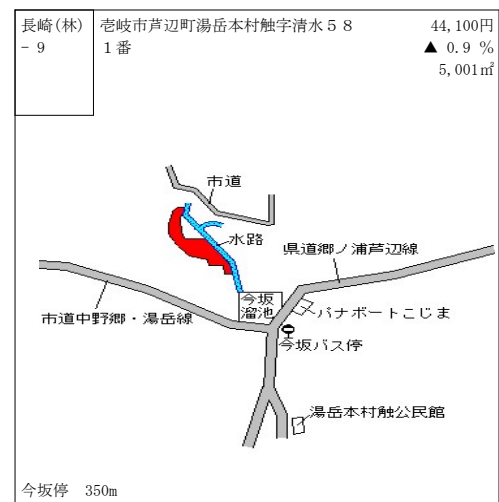 長崎(林)
－9
壱岐市芦辺町湯岳本村触字清水５８
１番
44,100円
▲ 0.9 %
5,001㎡
市道
水路
県道郷ノ浦芦辺線
市道中野郷・湯岳線
今坂
溜池
パナボートこじま
今坂バス停
湯岳本村触公民館
今坂停　350m